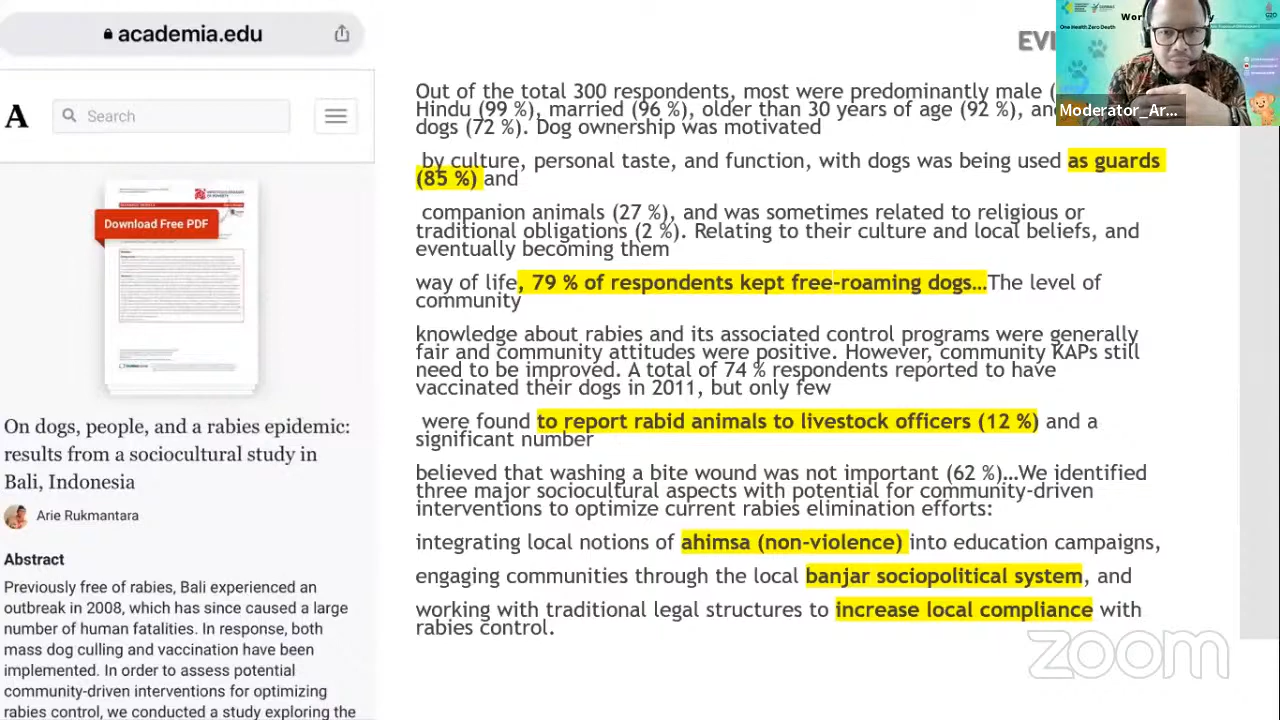 academia.edu
A
Search
Download Free PDF
On dogs, people, and a rabies epidemic:
results from a sociocultural study in
Bali, Indonesia
Arie Rukmantara
Abstract
Previously free of rabies, Bali experienced an
outbreak in 2008, which has since caused a large
number of human fatalities. In response, both
mass dog culling and vaccination have been
implemented. In order to assess potential
community-driven interventions for optimizing
rabies control, we conducted a study exploring the
EVI
Out of the total 300 respondents, most were predominantly male (
Hindu (99 %), married (96 %), older than 30 years of age (92 %), an
dogs (72 %). Dog ownership was motivated
by culture, personal taste, and function, with dogs was being used as guards
(85 %) and
companion animals (27 %), and was sometimes related to religious or
traditional obligations (2 %). Relating to their culture and local beliefs, and
eventually becoming them
way of life, 79 % of respondents kept free-roaming dogs…The level of
community
knowledge about rabies and its associated control programs were generally
fair and community attitudes were positive. However, community KAPs still
need to be improved. A total of 74 % respondents reported to have
vaccinated their dogs in 2011, but only few
were found to report rabid animals to livestock officers (12 %) and a
significant number
believed that washing a bite wound was not important (62 %)…We identified
three major sociocultural aspects with potential for community-driven
interventions to optimize current rabies elimination efforts:
integrating local notions of ahimsa (non-violence) into education campaigns,
engaging communities through the local banjar sociopolitical system, and
working with traditional legal structures to increase local compliance with
rabies control.
Wor
One Health Zero Death
Moderator_Ar...
zoom